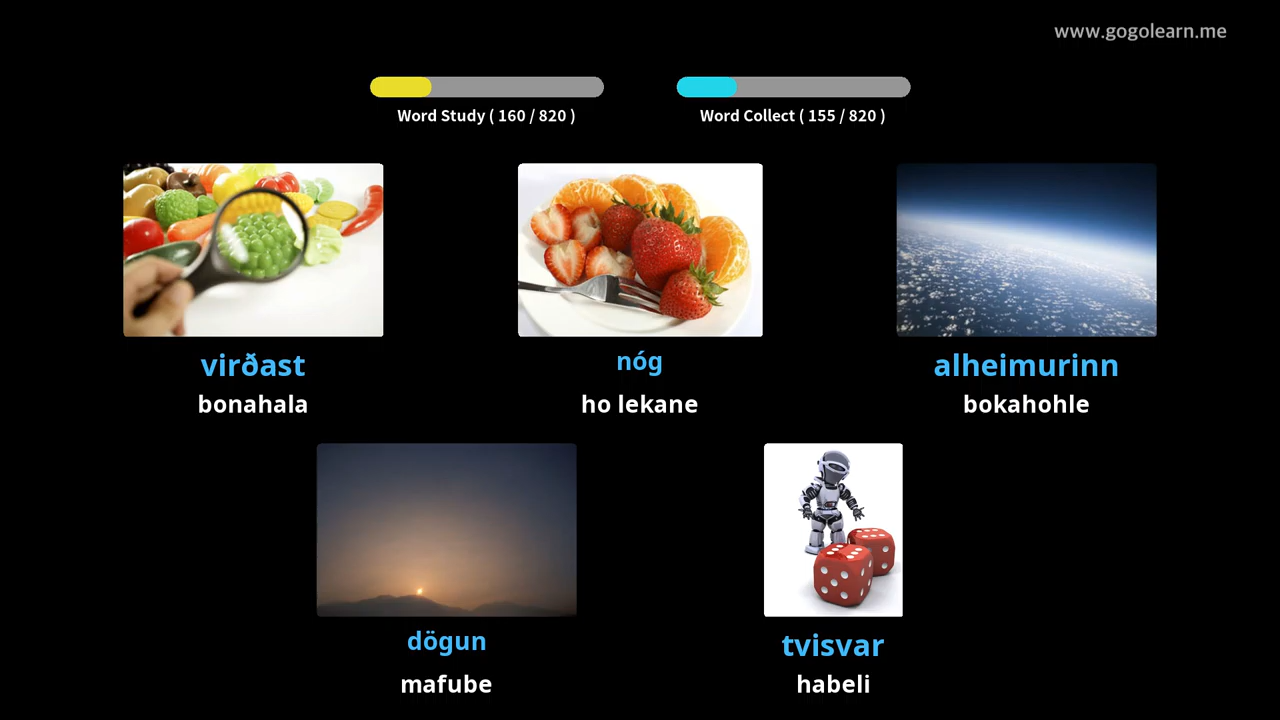 www.gogolearn.me
Word Study ( 160 / 820 )
Word Collect ( 155 / 820 )
virðast
bonahala
nóg
ho lekane
alheimurinn
bokahohle
dögun
mafube
tvisvar
habeli